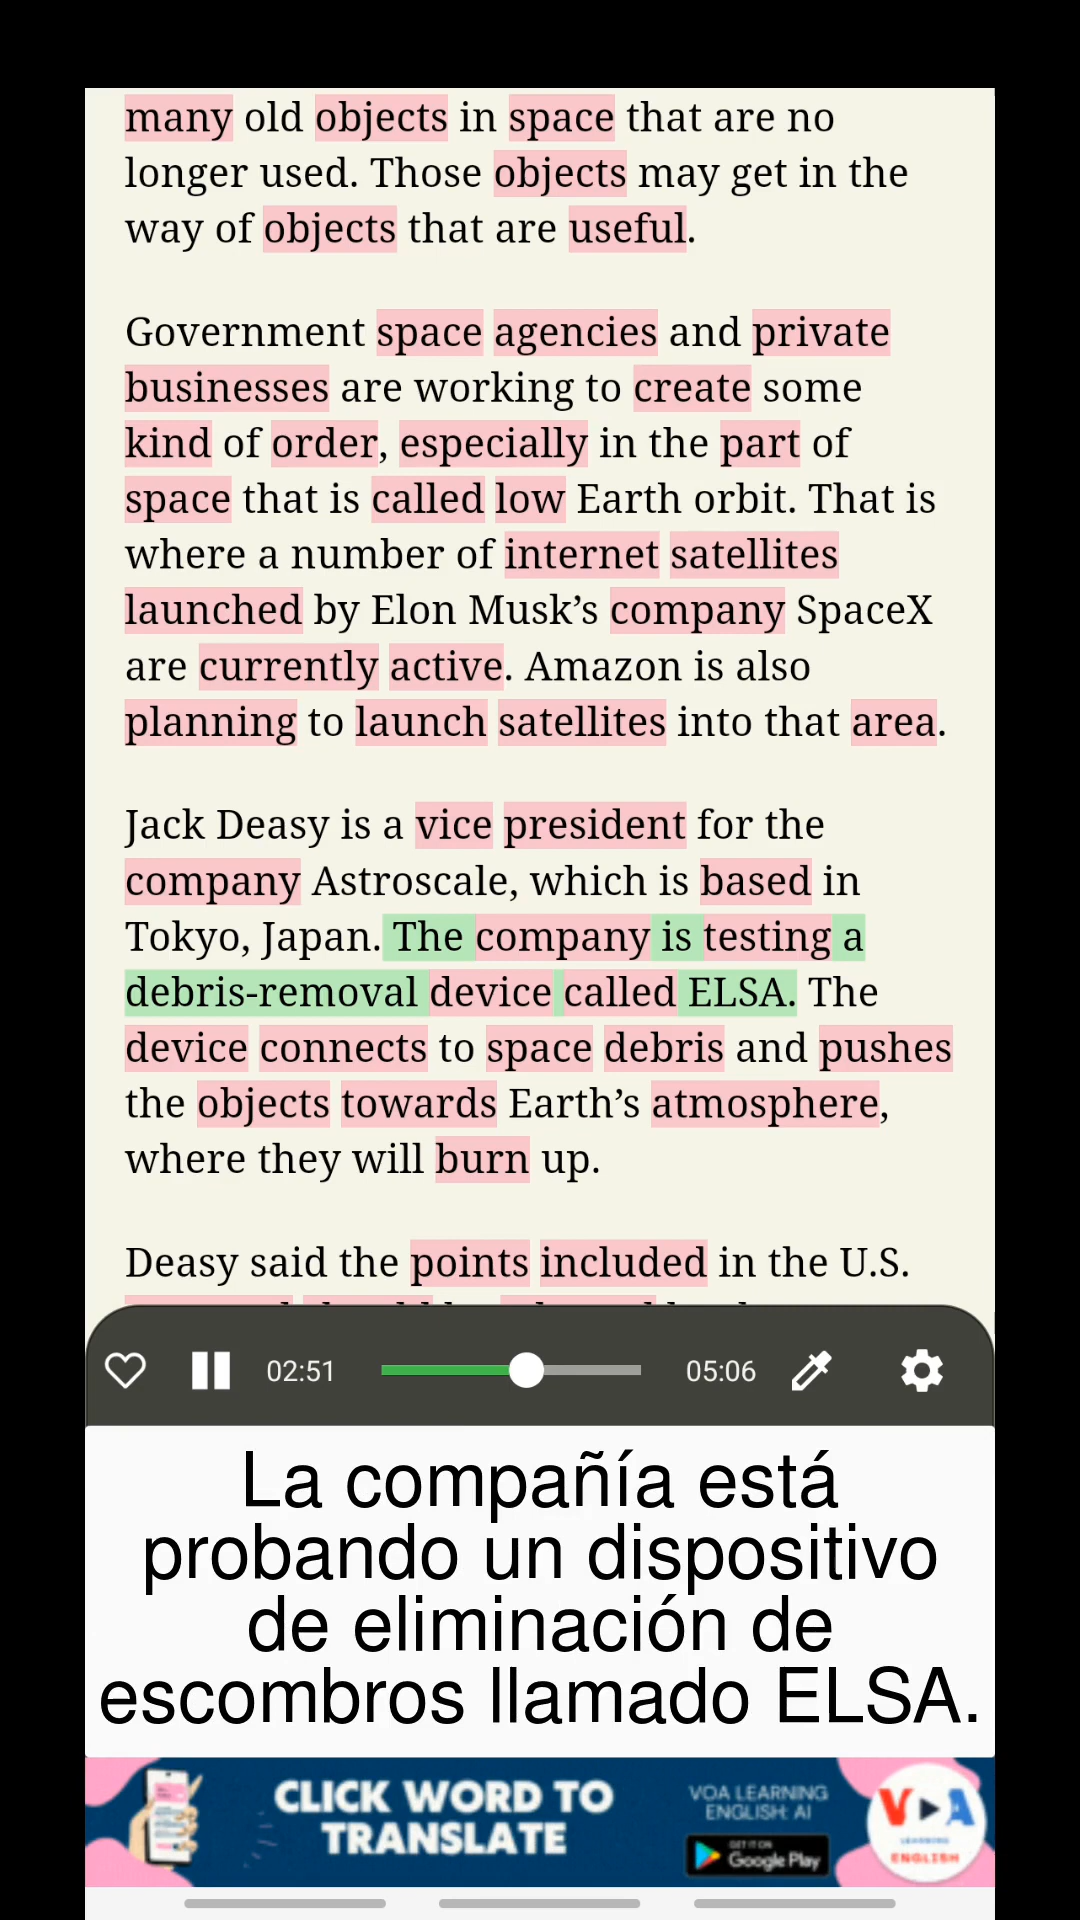 many old objects in space that are no
longer used. Those objects may get in the
way of objects that are useful.
Government space agencies and private
businesses are working to create some
kind of order, especially in the part of
space that is called low Earth orbit. That is
where a number of internet satellites
launched by Elon Musk’s company SpaceX
are currently active. Amazon is also
planning to launch satellites into that area.
Jack Deasy is a vice president for the
company Astroscale, which is based in
Tokyo, Japan. The company is testing a
debris-removal device called ELSA. The
device connects to space debris and pushes
the objects towards Earth’s atmosphere,
where they will burn up.
Deasy said the points included in the U.S.
02:51
05:06
La compañía está
probando un dispositivo
de eliminación de
escombros llamado ELSA.
CLICK WORD TO
TRANSLATE
VOA LEARNING
ENGLISH: AI
GET IT ON
Google Play
VOA
LEARNING
ENGLISH